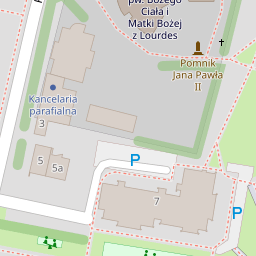 pw. Bożego
Ciała i
Matki Bożej
z Lourdes
Pomnik
Jana Pawła
II
Kancelaria
parafialna
3
5
5a
P
7
P